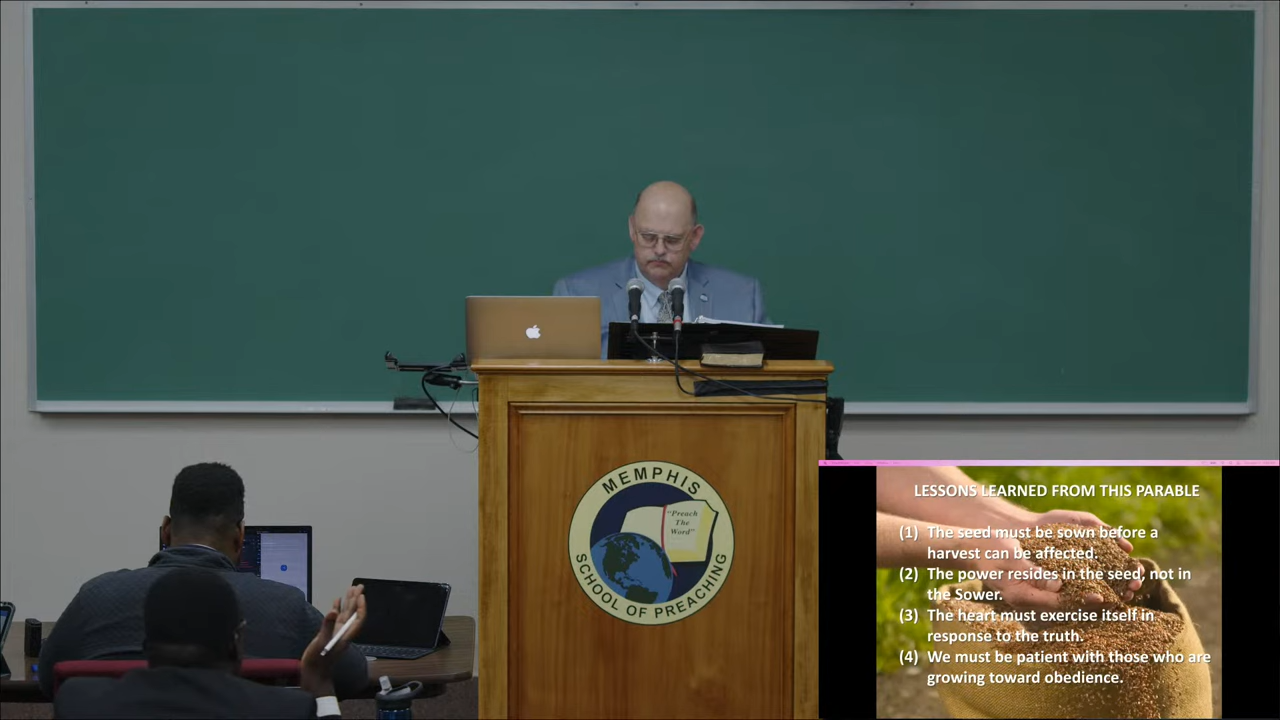 MEMPHIS
"Preach
The
Word"
SCHOOL OF PREACHING
LESSONS LEARNED FROM THIS PARABLE
(1) The seed must be sown before a
harvest can be affected.
(2) The power resides in the seed, not in
the Sower.
(3) The heart must exercise itself in
response to the truth.
(4) We must be patient with those who are
growing toward obedience.